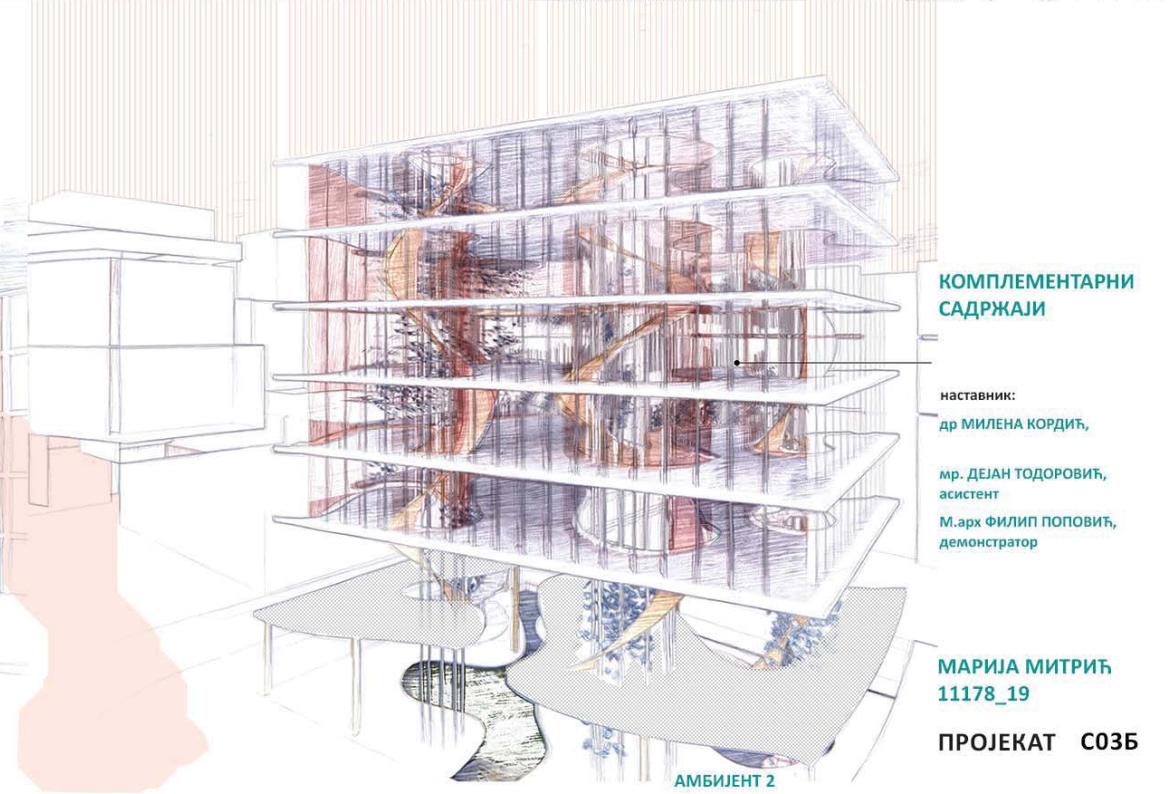 КОМПЛЕМЕНТАРНИ
САДРЖАЈИ
наставник:
др МИЛЕНА КОРДИЋ,
мр. ДЕЈАН ТОДОРОВИЋ,
асистент
М.арх ФИЛИП ПОПОВИЋ,
демонстратор
МАРИЈА МИТРИЋ
11178_19
ПРОЈЕКАТ С03Б
АМБИЈЕНТ 2